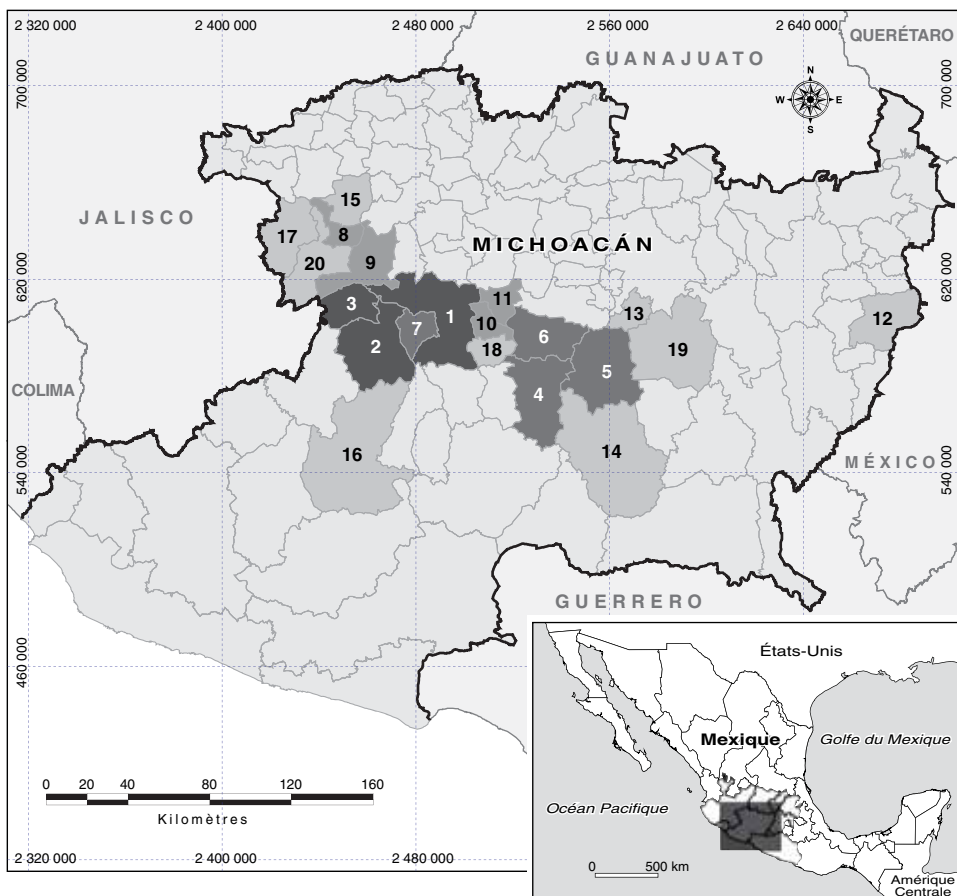 2 320 000 2 400 000 2 480 000 2 560 000 2 640 000
GUANAJUATO
QUERÉTARO
700 000 700 000
N
W E
S
JALISCO
MICHOACÁN
15
17
8
20
9
620 000 620 000
3
1
11
7
10
2
18
6
13
12
19
5
4
COLIMA
16
14
MÉXICO
540 000 540 000
GUERRERO
460 000
0 20 40 80 120 160
Kilomètres
2 320 000 2 400 000 2 480 000
États-Unis
Mexique
Golfe du Mexique
Océan Pacifique
0 500 km
Amérique
Centrale